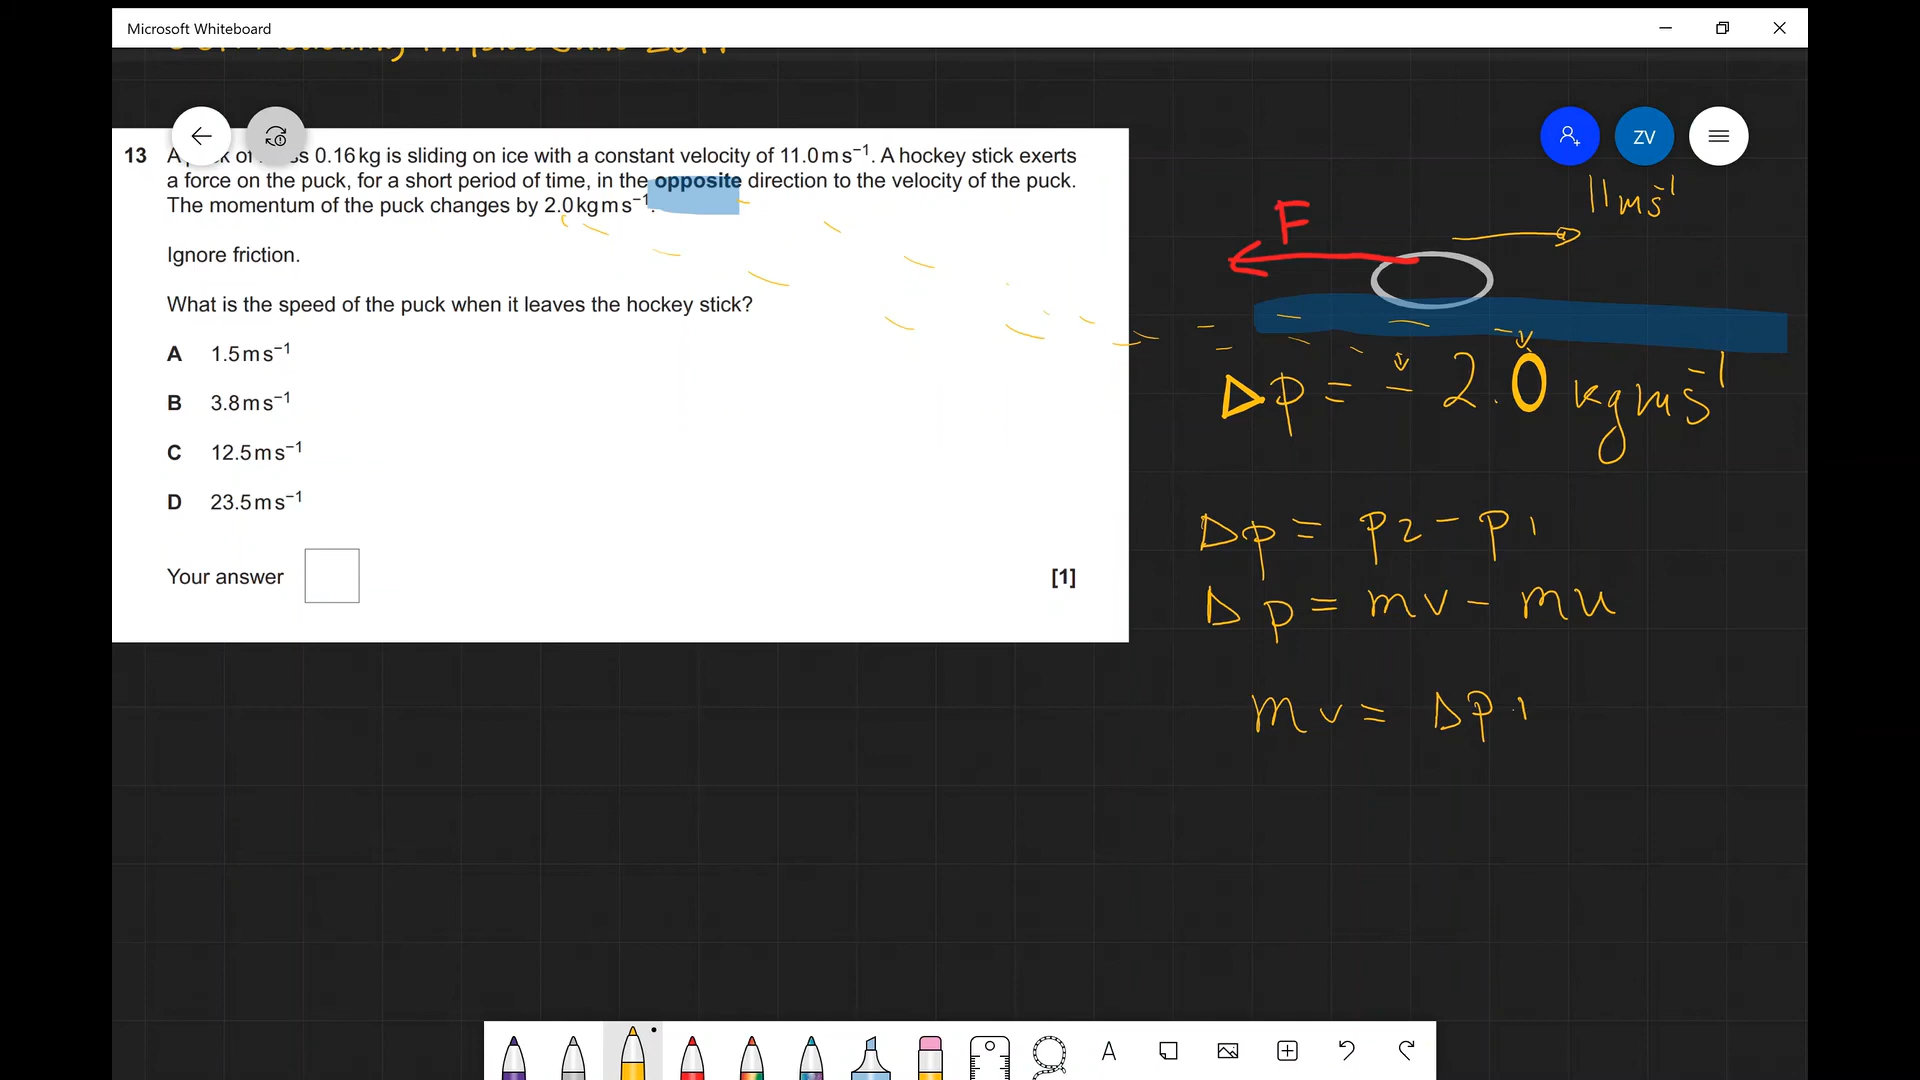 Microsoft Whiteboard
13 A of 0.16 kg is sliding on ice with a constant velocity of 11.0 m s⁻¹. A hockey stick exerts
a force on the puck, for a short period of time, in the opposite direction to the velocity of the puck.
The momentum of the puck changes by 2.0 kg m s⁻¹.
Ignore friction.
What is the speed of the puck when it leaves the hockey stick?
A 1.5 m s⁻¹
B 3.8 m s⁻¹
C 12.5 m s⁻¹
D 23.5 m s⁻¹
Your answer [1]
ZV
11 ms⁻¹
F
Δp = - 2.0 kgms⁻¹
Δp = p2 - p1
Δp = mv - mu
mv = Δp
A